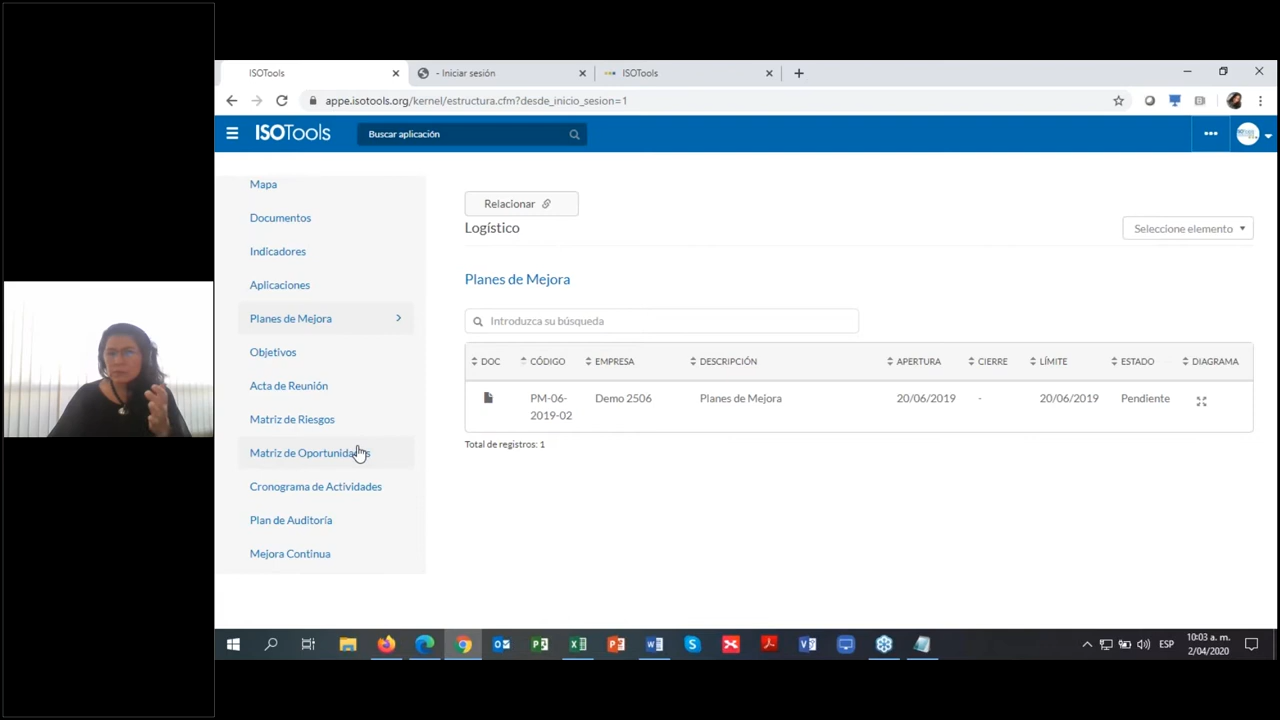 ISOTools
- Iniciar sesión
ISOTools
appe.isotools.org/kernel/estructura.cfm?desde_inicio_sesion=1
ISOTools
Buscar aplicación
Mapa
Documentos
Indicadores
Aplicaciones
Planes de Mejora
Objetivos
Acta de Reunión
Matriz de Riesgos
Matriz de Oportunidades
Cronograma de Actividades
Plan de Auditoría
Mejora Continua
Relacionar
Logístico
Seleccione elemento
Planes de Mejora
Introduzca su búsqueda
DOC CÓDIGO EMPRESA DESCRIPCIÓN APERTURA CIERRE LÍMITE ESTADO DIAGRAMA
PM-06- Demo 2506 Planes de Mejora 20/06/2019 - 20/06/2019 Pendiente
2019-02
Total de registros: 1
ESP
10:03 a. m.
2/04/2020